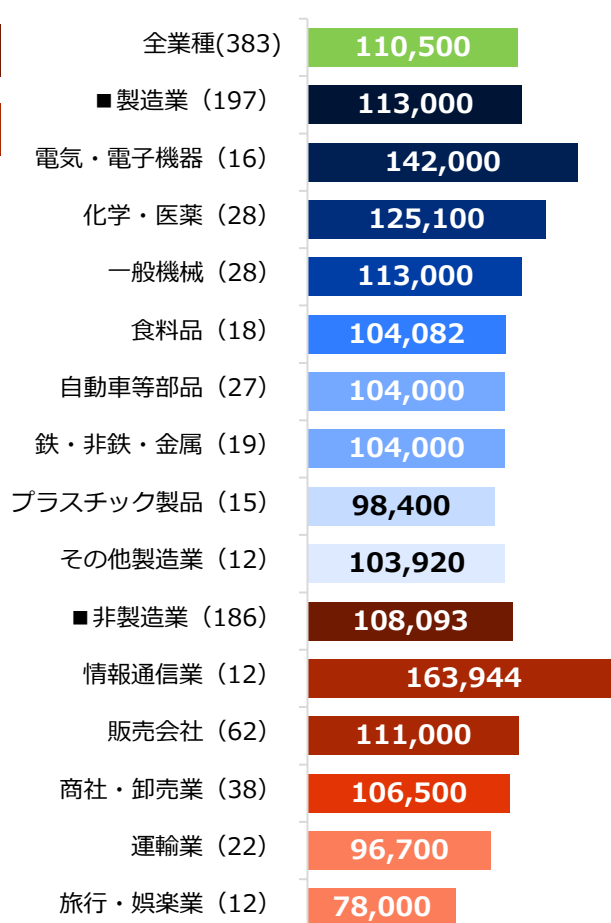 全業種(383) 110,500
■製造業（197） 113,000
電気・電子機器（16） 142,000
化学・医薬（28） 125,100
一般機械（28） 113,000
食料品（18） 104,082
自動車等部品（27） 104,000
鉄・非鉄・金属（19） 104,000
プラスチック製品（15） 98,400
その他製造業（12） 103,920
■非製造業（186） 108,093
情報通信業（12） 163,944
販売会社（62） 111,000
商社・卸売業（38） 106,500
運輸業（22） 96,700
旅行・娯楽業（12） 78,000